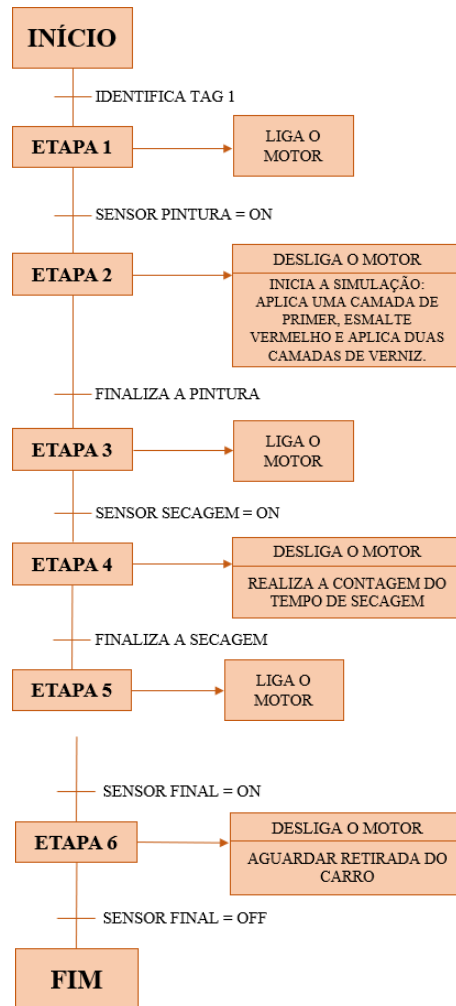 INÍCIO
IDENTIFICA TAG 1
ETAPA 1
LIGA O
MOTOR
SENSOR PINTURA = ON
ETAPA 2
DESLIGA O MOTOR
INICIA A SIMULAÇÃO:
APLICA UMA CAMADA DE
PRIMER, ESMALTE
VERMELHO E APLICA DUAS
CAMADAS DE VERNIZ.
FINALIZA A PINTURA
ETAPA 3
LIGA O
MOTOR
SENSOR SECAGEM = ON
ETAPA 4
DESLIGA O MOTOR
REALIZA A CONTAGEM DO
TEMPO DE SECAGEM
FINALIZA A SECAGEM
ETAPA 5
LIGA O
MOTOR
SENSOR FINAL = ON
ETAPA 6
DESLIGA O MOTOR
AGUARDAR RETIRADA DO
CARRO
SENSOR FINAL = OFF
FIM